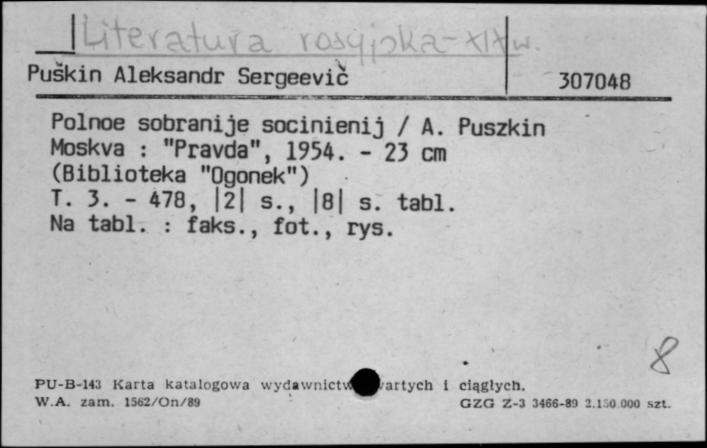 Literatura rosyjska - XIX w.
Puškin Aleksandr Sergeevič 307048
Polnoe sobranije socinienij / A. Puszkin
Moskva : "Pravda", 1954. - 23 cm
(Biblioteka "Ogonek")
T. 3. - 478, |2| s., |8| s. tabl.
Na tabl. : faks., fot., rys.
8
PU-B-143 Karta katalogowa wydawnictw wartych i ciągłych.
W.A. zam. 1562/On/89 GZG Z-3 3466-89 2.150.000 szt.